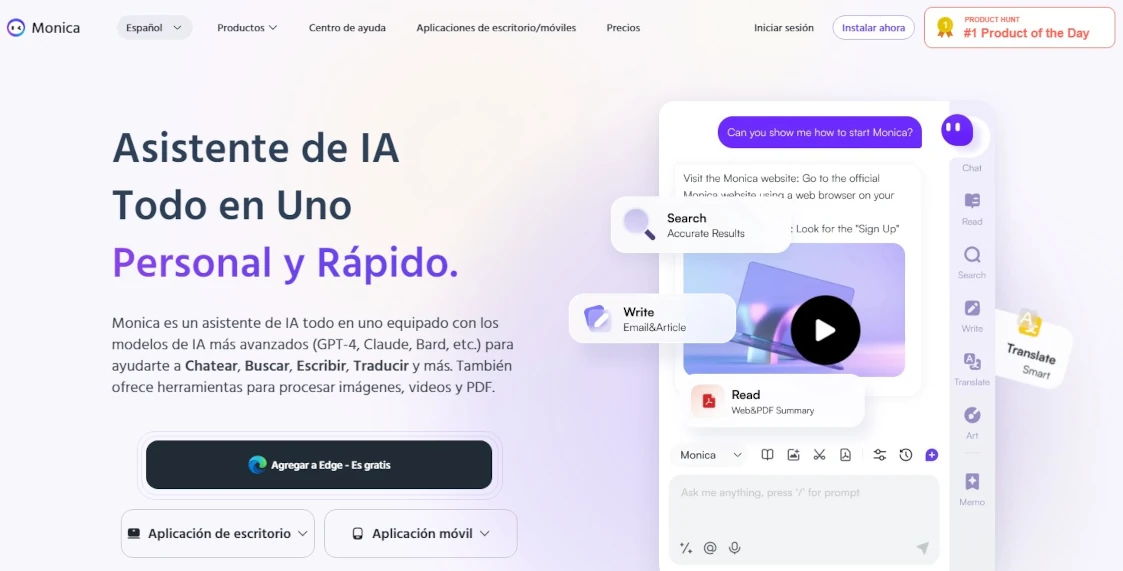 Monica
Español
Productos
Centro de ayuda
Aplicaciones de escritorio/móviles
Precios
Iniciar sesión
Instalar ahora
1
PRODUCT HUNT
#1 Product of the Day
Asistente de IA
Todo en Uno
Personal y Rápido.
Monica es un asistente de IA todo en uno equipado con los
modelos de IA más avanzados (GPT-4, Claude, Bard, etc.) para
ayudarte a Chatear, Buscar, Escribir, Traducir y más. También
ofrece herramientas para procesar imágenes, videos y PDF.
Agregar a Edge - Es gratis
Aplicación de escritorio
Aplicación móvil
Can you show me how to start Monica?
Visit the Monica website: Go to the official
Monica website using a web browser on your
: Look for the "Sign Up"
Search
Accurate Results
Write
Email&Article
Read
Web&PDF Summary
Monica
Ask me anything, press '/' for prompt
Chat
Read
Search
Write
Translate
Art
Memo
Translate
Smart